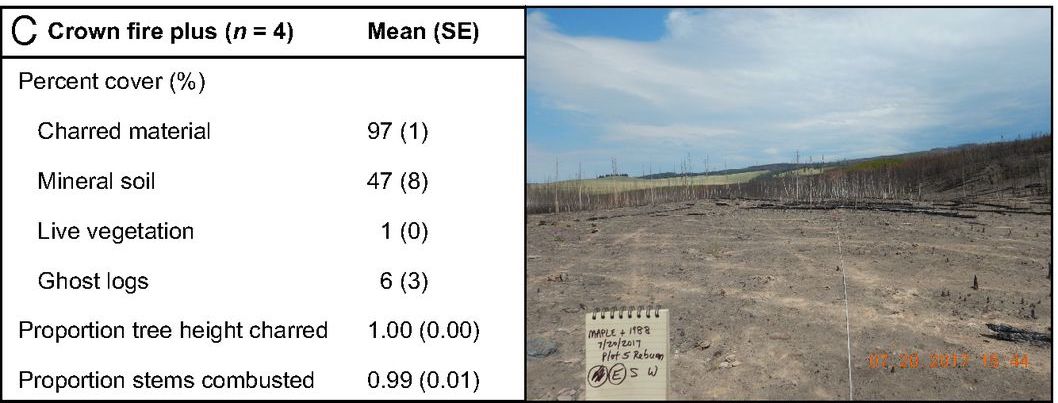 C Crown fire plus (n = 4) Mean (SE)
Percent cover (%)
Charred material 97 (1)
Mineral soil 47 (8)
Live vegetation 1 (0)
Ghost logs 6 (3)
Proportion tree height charred 1.00 (0.00)
Proportion stems combusted 0.99 (0.01)
MAPLE + 1988
7/20/2017
Plot 5 Reburn
E S W
07.20.2017 15:44